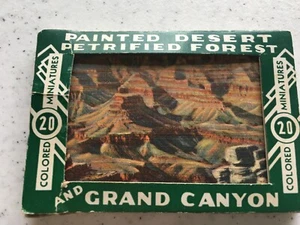 PAINTED DESERT
PETRIFIED FOREST
COLORED 20 MINIATURES
COLORED 20 MINIATURES
AND GRAND CANYON